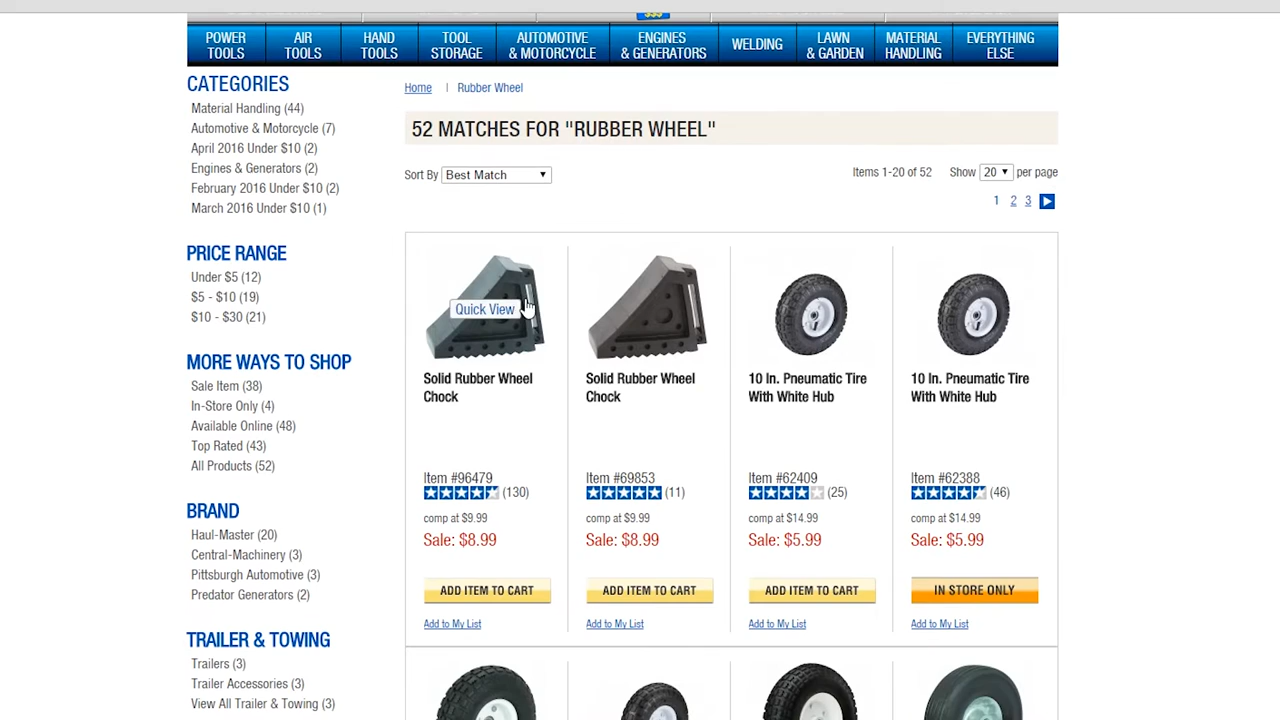 $$$
POWER TOOLS
AIR TOOLS
HAND TOOLS
TOOL STORAGE
AUTOMOTIVE & MOTORCYCLE
ENGINES & GENERATORS
WELDING
LAWN & GARDEN
MATERIAL HANDLING
EVERYTHING ELSE
CATEGORIES
Material Handling (44)
Automotive & Motorcycle (7)
April 2016 Under $10 (2)
Engines & Generators (2)
February 2016 Under $10 (2)
March 2016 Under $10 (1)
PRICE RANGE
Under $5 (12)
$5 - $10 (19)
$10 - $30 (21)
MORE WAYS TO SHOP
Sale Item (38)
In-Store Only (4)
Available Online (48)
Top Rated (43)
All Products (52)
BRAND
Haul-Master (20)
Central-Machinery (3)
Pittsburgh Automotive (3)
Predator Generators (2)
TRAILER & TOWING
Trailers (3)
Trailer Accessories (3)
View All Trailer & Towing (3)
Home | Rubber Wheel
52 MATCHES FOR "RUBBER WHEEL"
Sort By Best Match
Items 1-20 of 52 Show 20 per page
1 2 3
Quick View
Solid Rubber Wheel
Chock
Item #96479
(130)
comp at $9.99
Sale: $8.99
ADD ITEM TO CART
Add to My List
Solid Rubber Wheel
Chock
Item #69853
(11)
comp at $9.99
Sale: $8.99
ADD ITEM TO CART
Add to My List
10 In. Pneumatic Tire
With White Hub
Item #62409
(25)
comp at $14.99
Sale: $5.99
ADD ITEM TO CART
Add to My List
10 In. Pneumatic Tire
With White Hub
Item #62388
(46)
comp at $14.99
Sale: $5.99
IN STORE ONLY
Add to My List